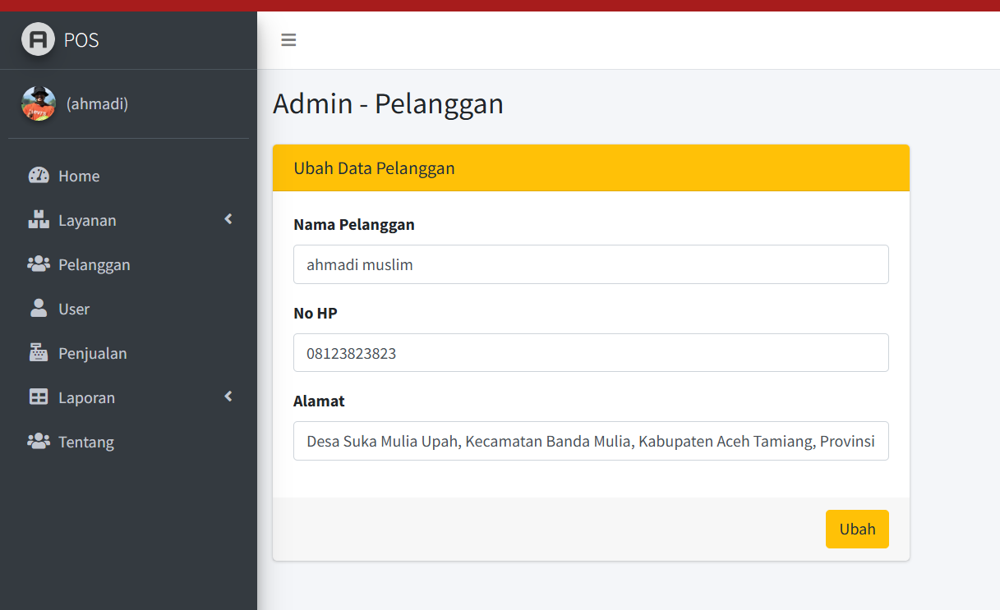 POS
(ahmadi)
Home
Layanan
Pelanggan
User
Penjualan
Laporan
Tentang
Admin - Pelanggan
Ubah Data Pelanggan
Nama Pelanggan
ahmadi muslim
No HP
08123823823
Alamat
Desa Suka Mulia Upah, Kecamatan Banda Mulia, Kabupaten Aceh Tamiang, Provinsi
Ubah